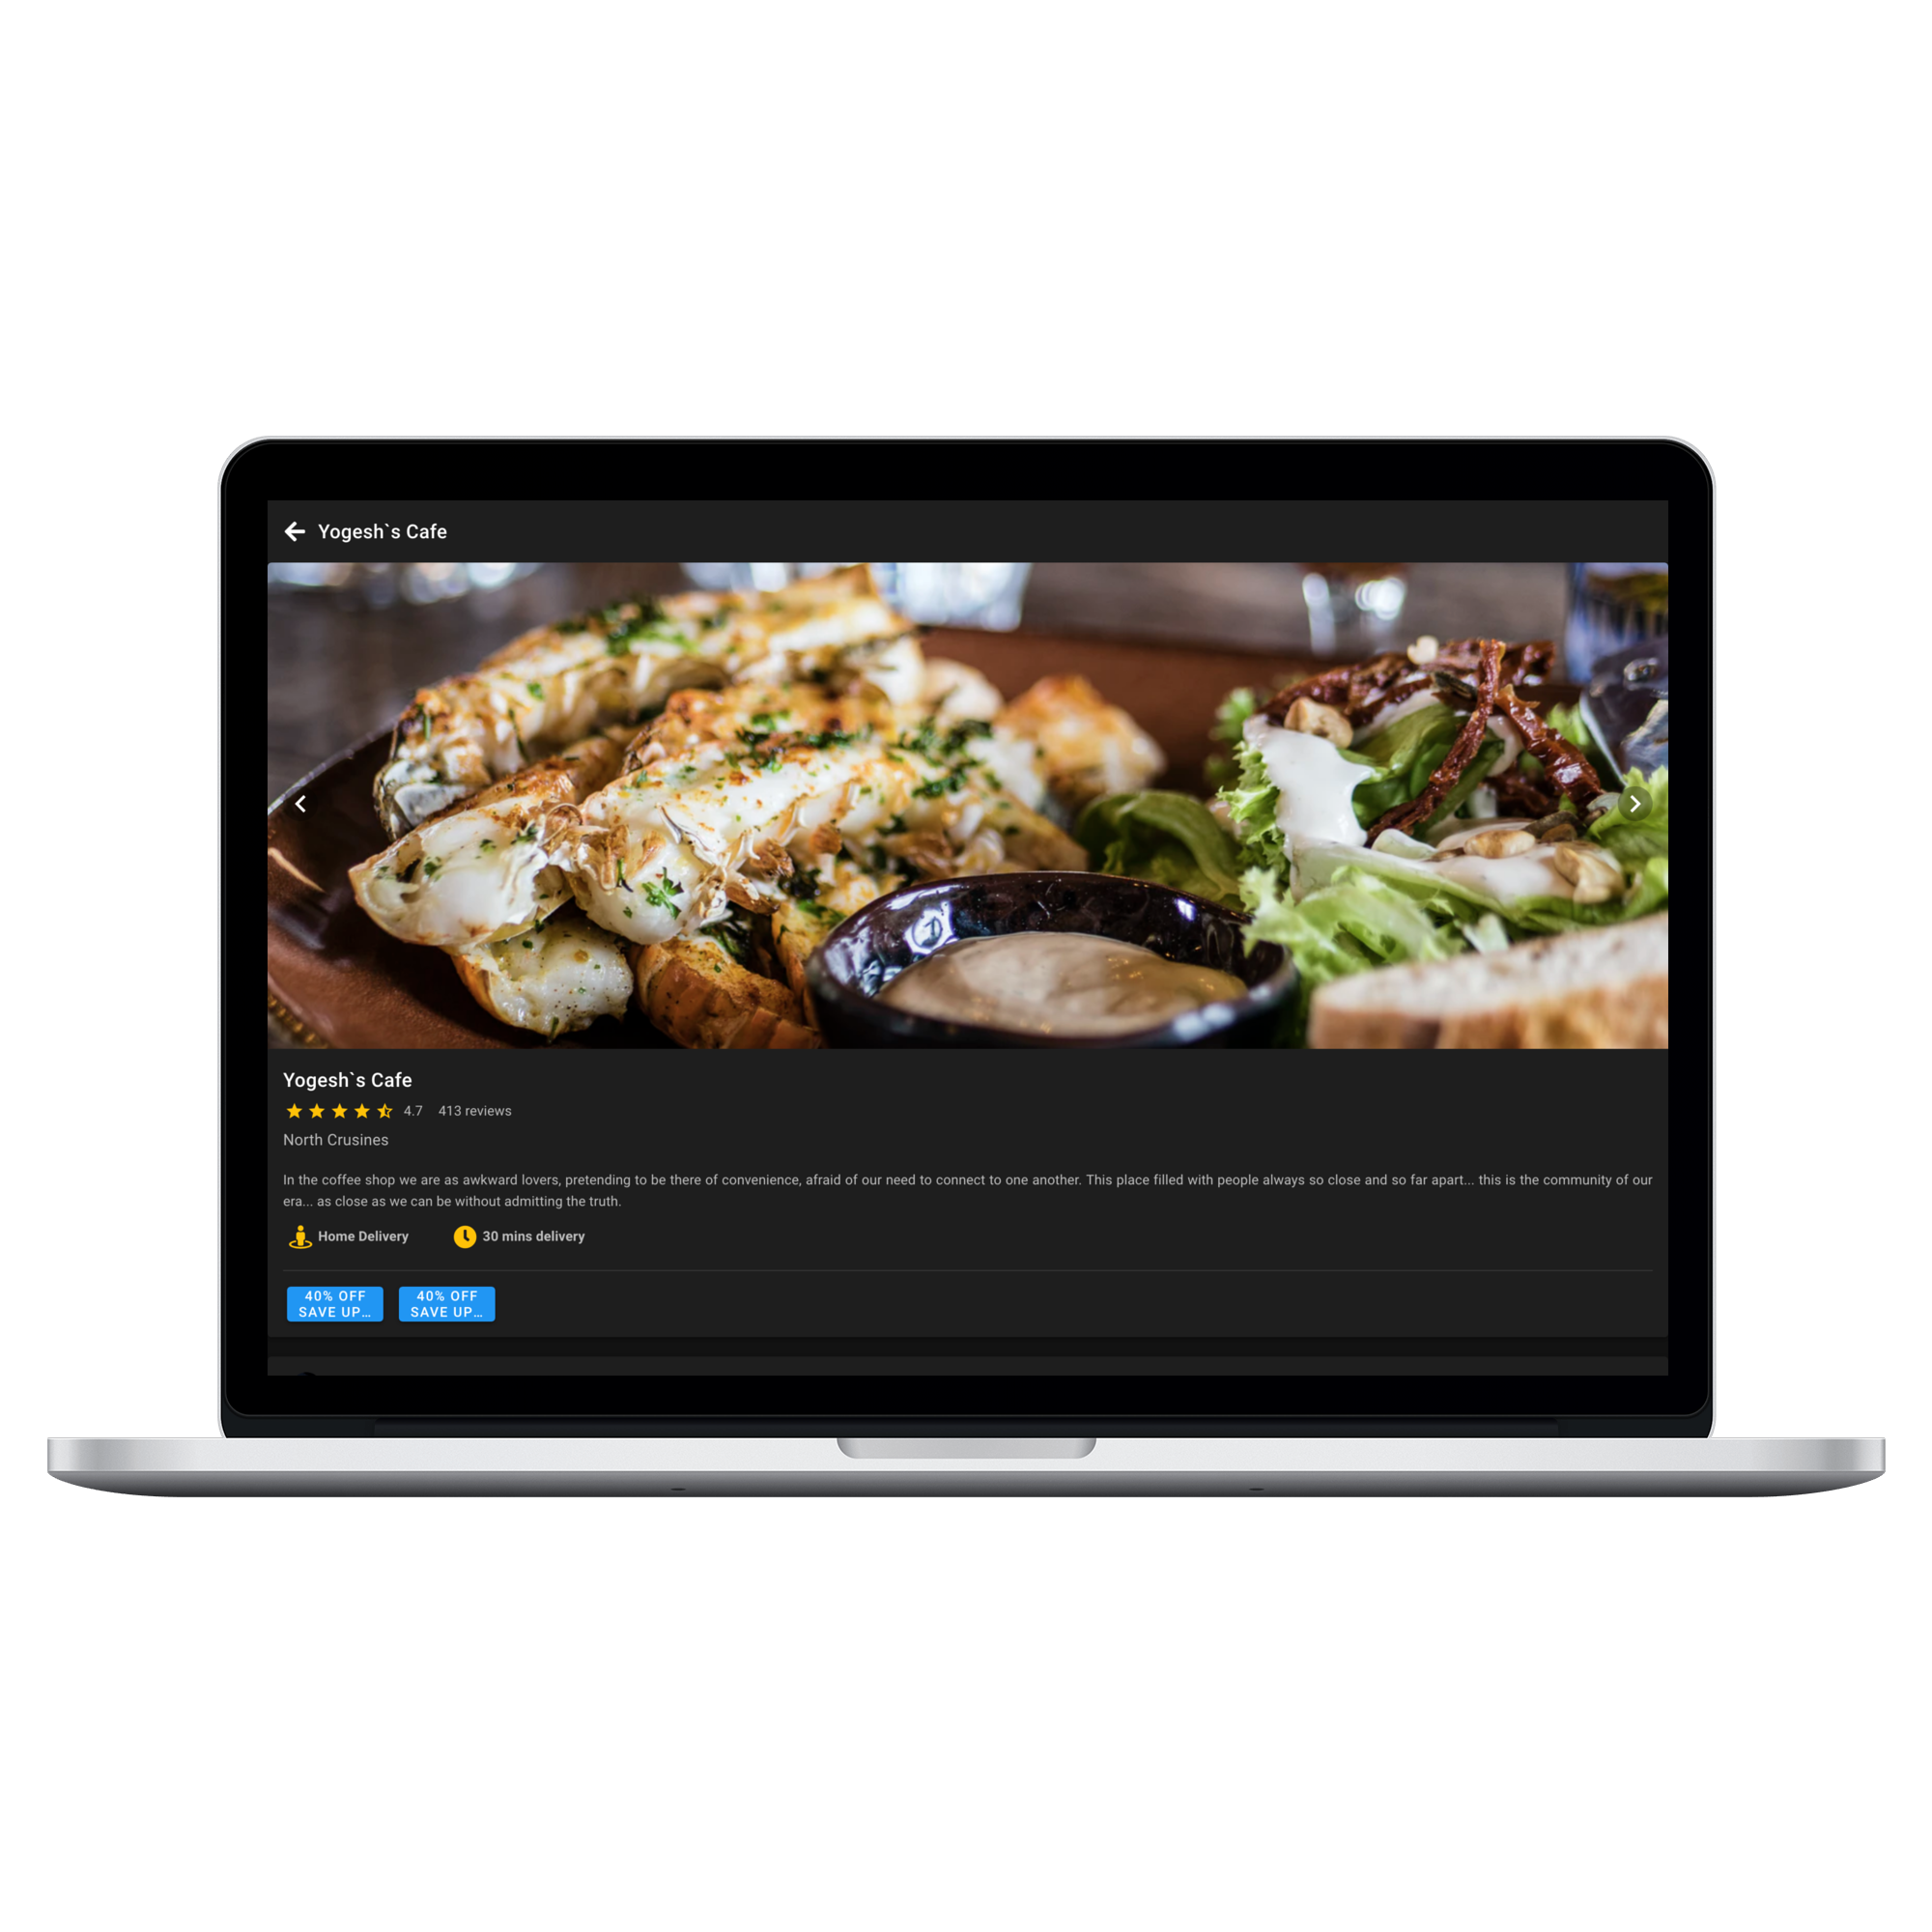 Yogesh`s Cafe
Yogesh`s Cafe
4.7 413 reviews
North Crusines
In the coffee shop we are as awkward lovers, pretending to be there of convenience, afraid of our need to connect to one another. This place filled with people always so close and so far apart... this is the community of our
era... as close as we can be without admitting the truth.
Home Delivery 30 mins delivery
40% OFF 40% OFF
SAVE UP... SAVE UP...